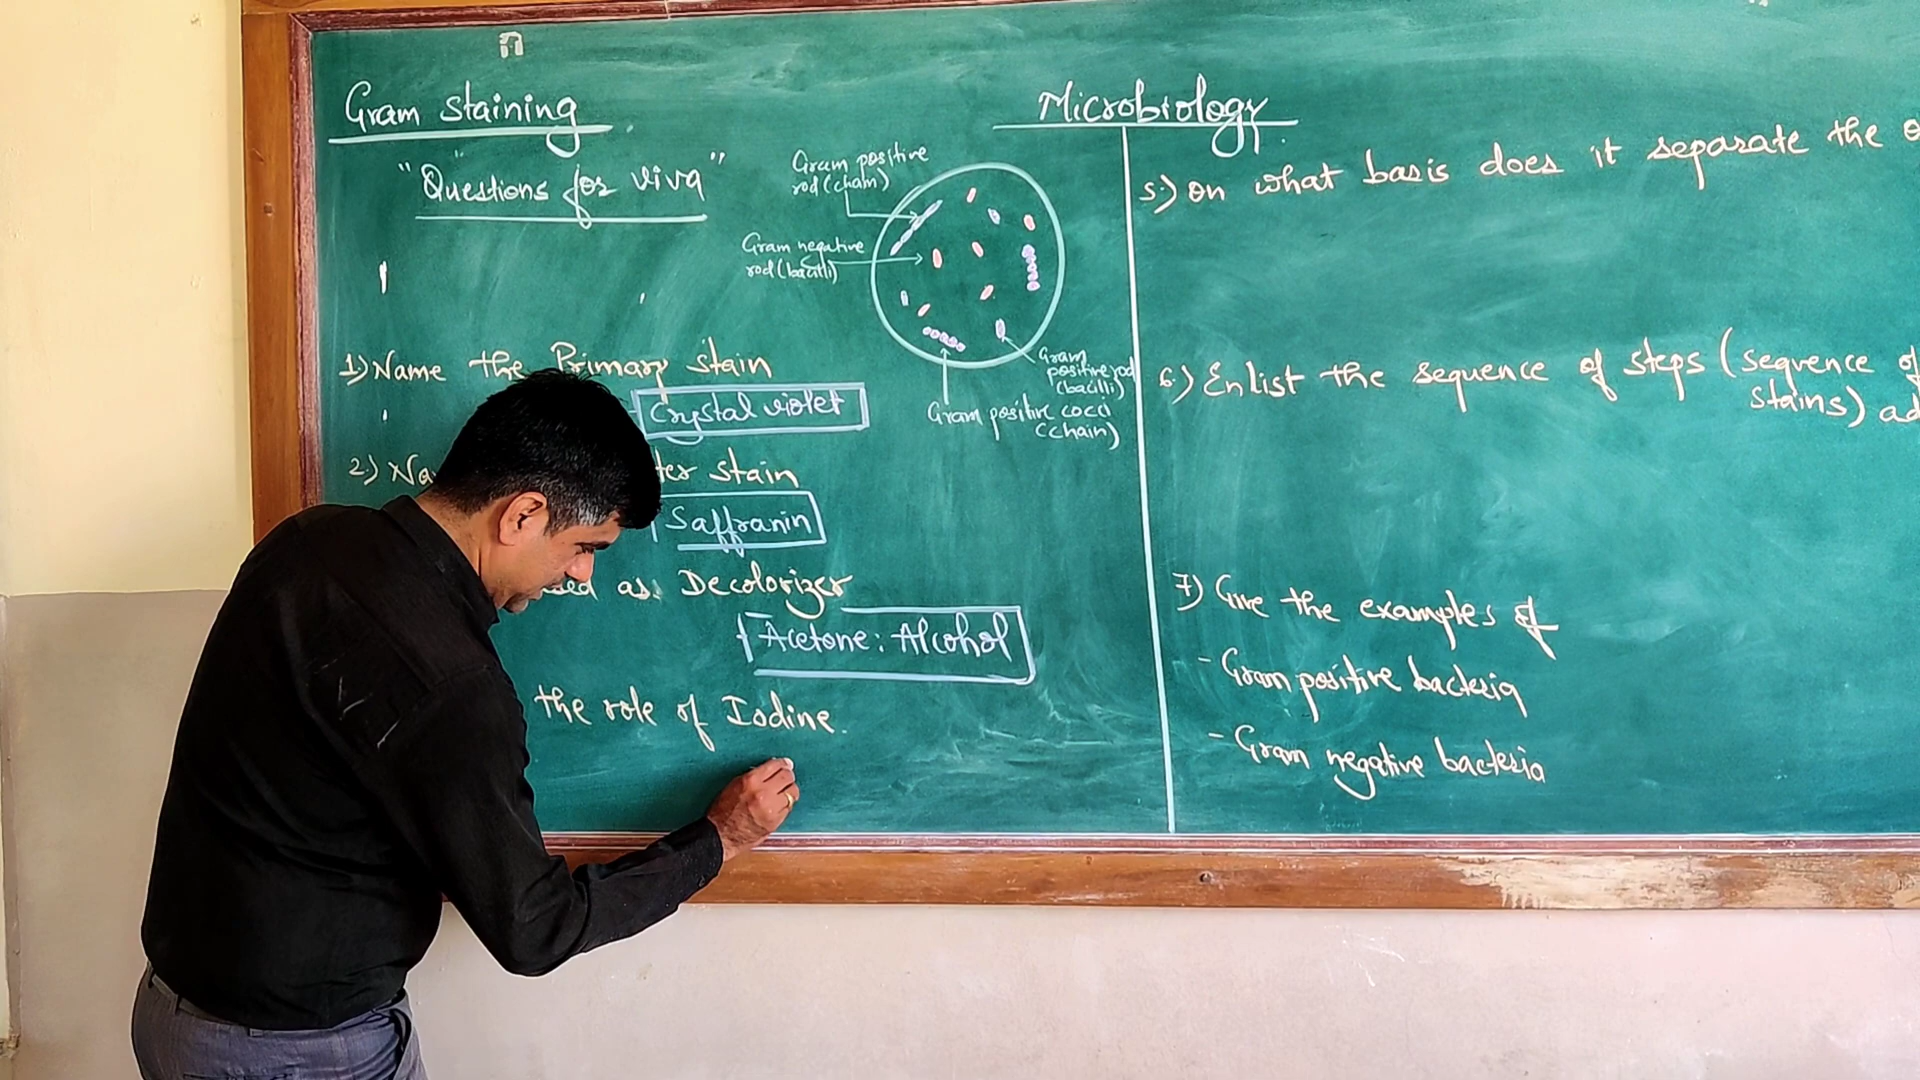 Gram staining
"Questions for viva"
1) Name the Primary stain
Crystal violet
2) stain
Saffranin
as Decolorizer
Acetone: Alcohol
the role of Iodine.
Microbiology
Gram positive
rod (chain)
Gram negative
rod (bacilli)
Gram
positive rod
(bacilli)
Gram positive cocci
(chain)
5) On what basis does it separate the
6) Enlist the sequence of steps (sequence of
stains)
7) Give the examples of
- Gram positive bacteria
- Gram negative bacteria